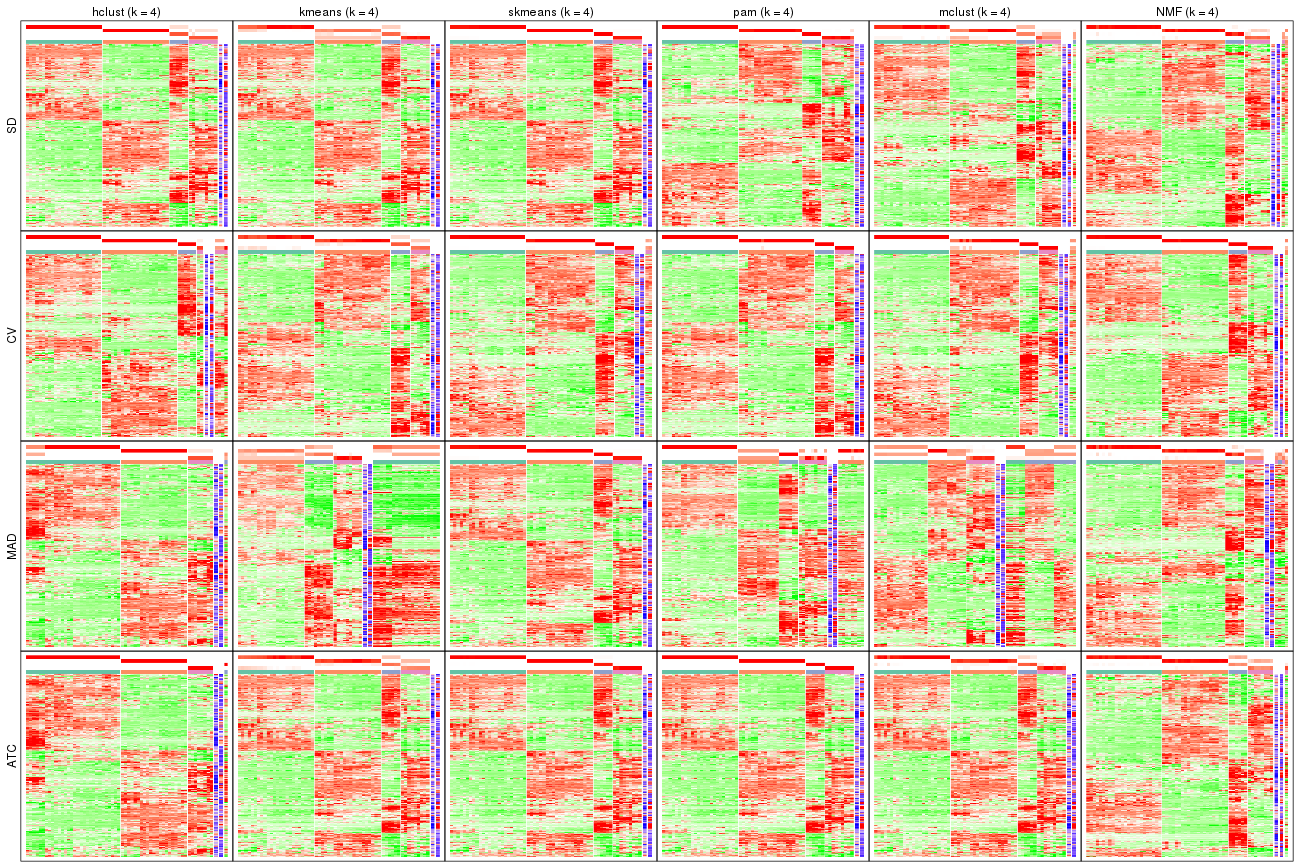 hclust (k = 4) kmeans (k = 4) skmeans (k = 4) pam (k = 4) mclust (k = 4) NMF (k = 4)
SD
CV
MAD
ATC